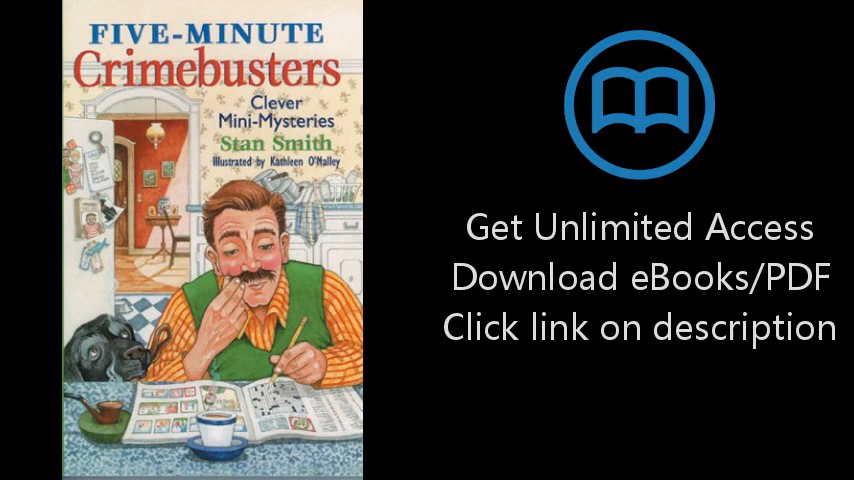 FIVE-MINUTE
Crimebusters
Clever
Mini-Mysteries
Stan Smith
Illustrated by Kathleen O'Malley
Get Unlimited Access
Download eBooks/PDF
Click link on description